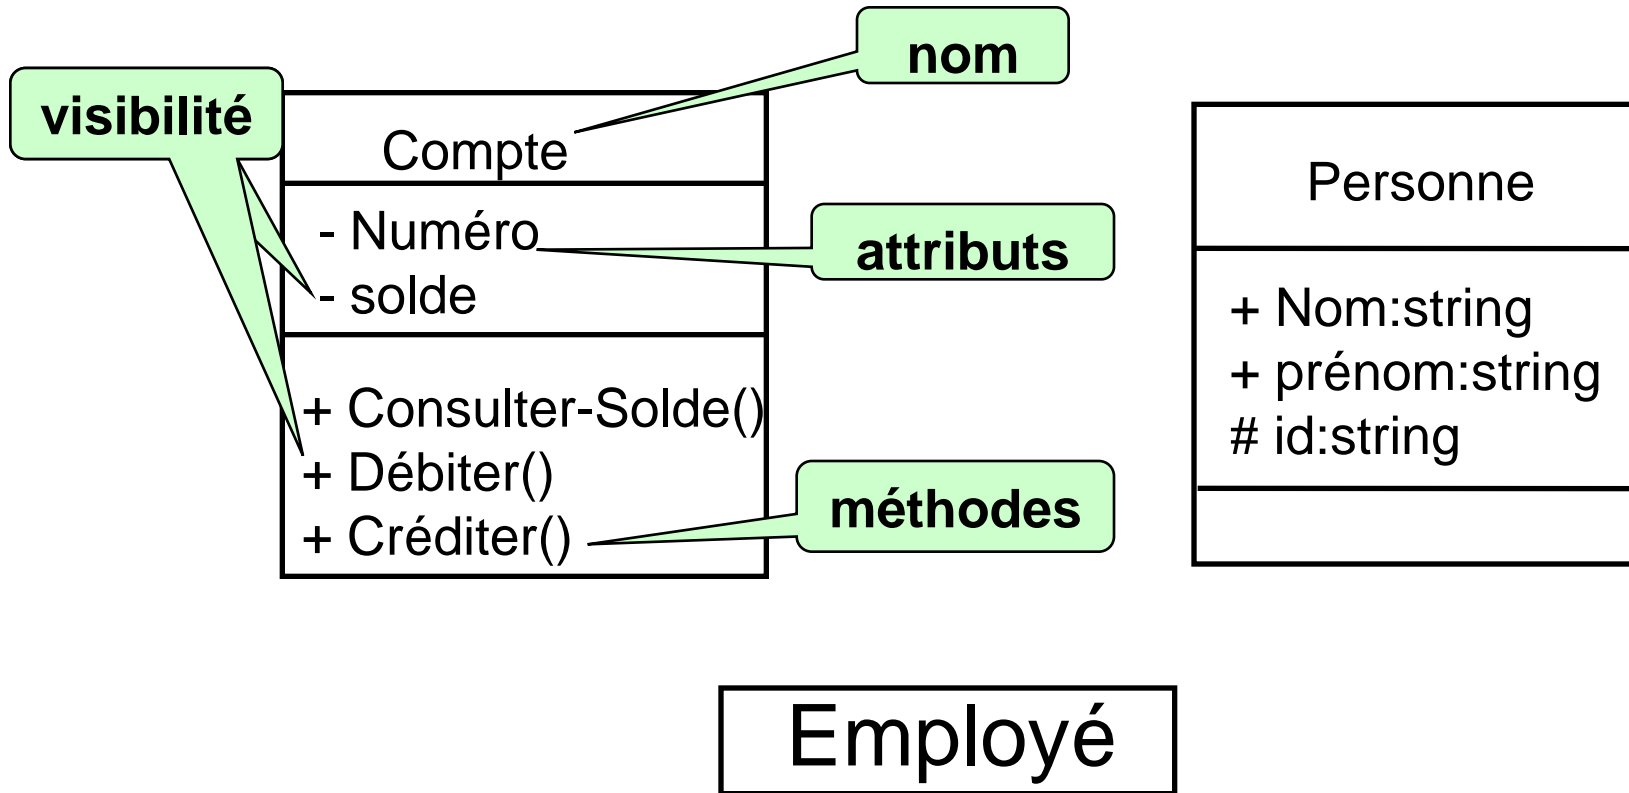 nom
visibilité
Compte
- Numéro
- solde
attributs
+ Consulter-Solde()
+ Débiter()
+ Créditer()
méthodes
Personne
+ Nom:string
+ prénom:string
# id:string
Employé